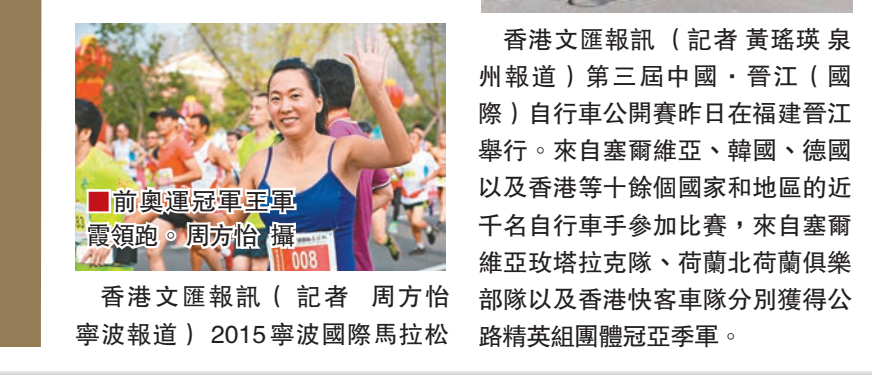 ■前奧運冠軍王軍
霞領跑。周方怡 攝
008
香港文匯報訊（ 記者 周方怡
寧波報道） 2015寧波國際馬拉松
香港文匯報訊 （記者 黃瑤瑛 泉
州報道）第三屆中國·晉江（國
際）自行車公開賽昨日在福建晉江
舉行。來自塞爾維亞、韓國、德國
以及香港等十餘個國家和地區的近
千名自行車手參加比賽，來自塞爾
維亞玫塔拉克隊、荷蘭北荷蘭俱樂
部隊以及香港快客車隊分別獲得公
路精英組團體冠亞季軍。